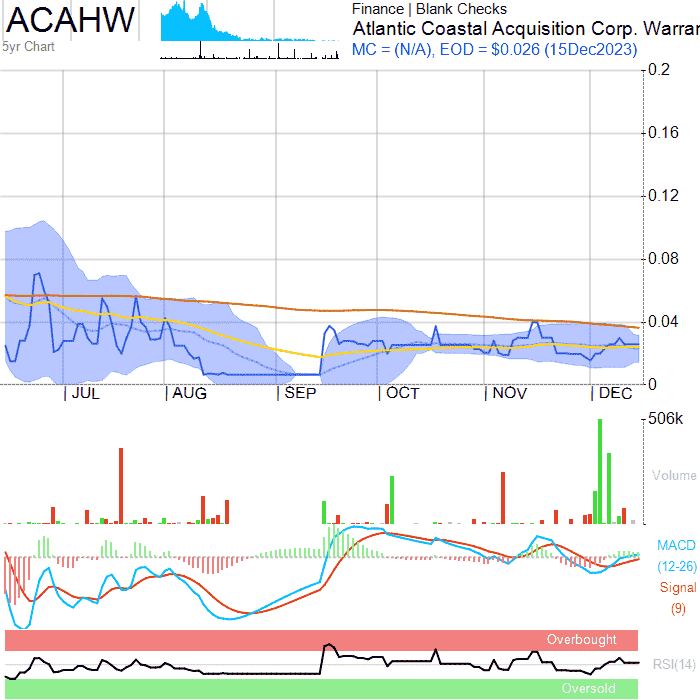 ACAHW
5yr Chart
Finance | Blank Checks
Atlantic Coastal Acquisition Corp. Warran
MC = (N/A), EOD = $0.026 (15Dec2023)
0.2
0.16
0.12
0.08
0.04
0
| JUL | AUG | SEP | OCT | NOV | DEC
506k
Volume
MACD
(12-26)
Signal
(9)
Overbought
RSI(14)
Oversold